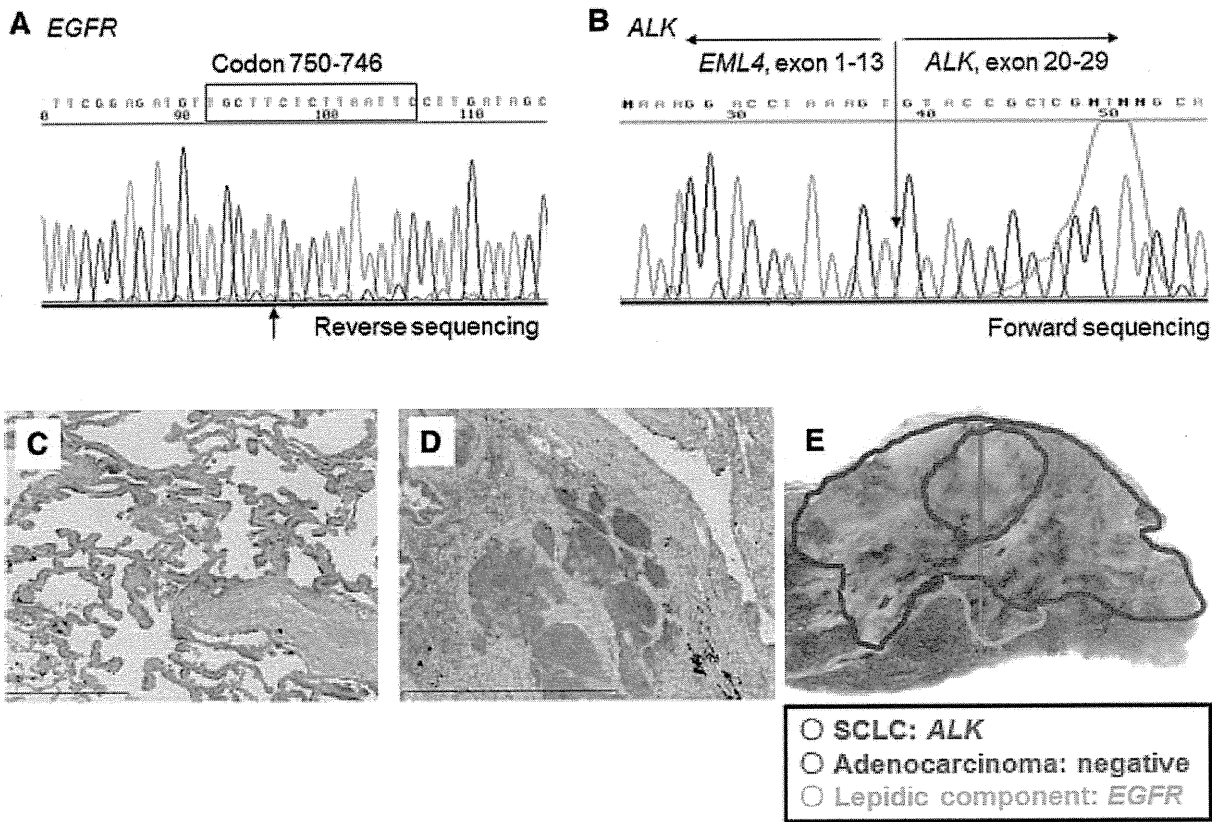 A EGFR
Codon 750-746
90 100 110
Reverse sequencing
B ALK
EML4, exon 1-13
ALK, exon 20-29
30 40 50
Forward sequencing
C
D
E
SCLC: ALK
Adenocarcinoma: negative
Lepidic component: EGFR